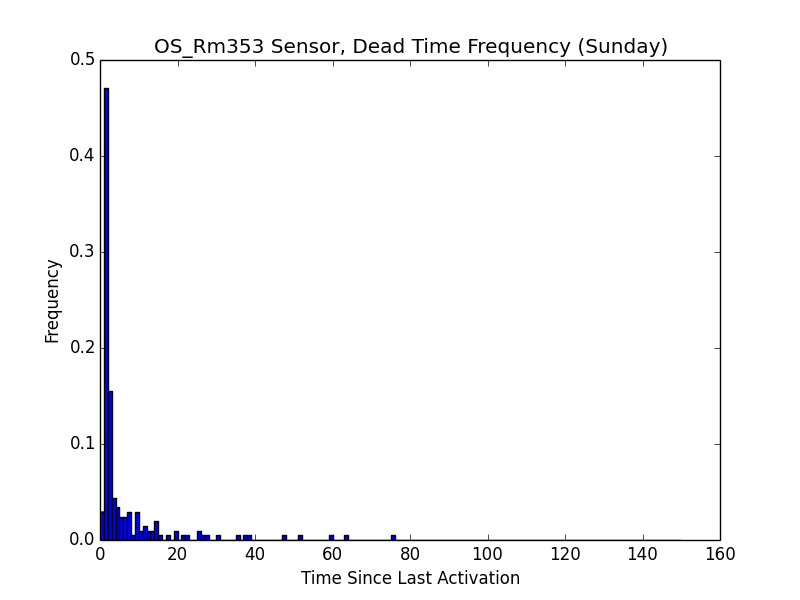 OS_Rm353 Sensor, Dead Time Frequency (Sunday)
0.5
0.4
0.3
0.2
0.1
0.0
Frequency
0 20 40 60 80 100 120 140 160
Time Since Last Activation